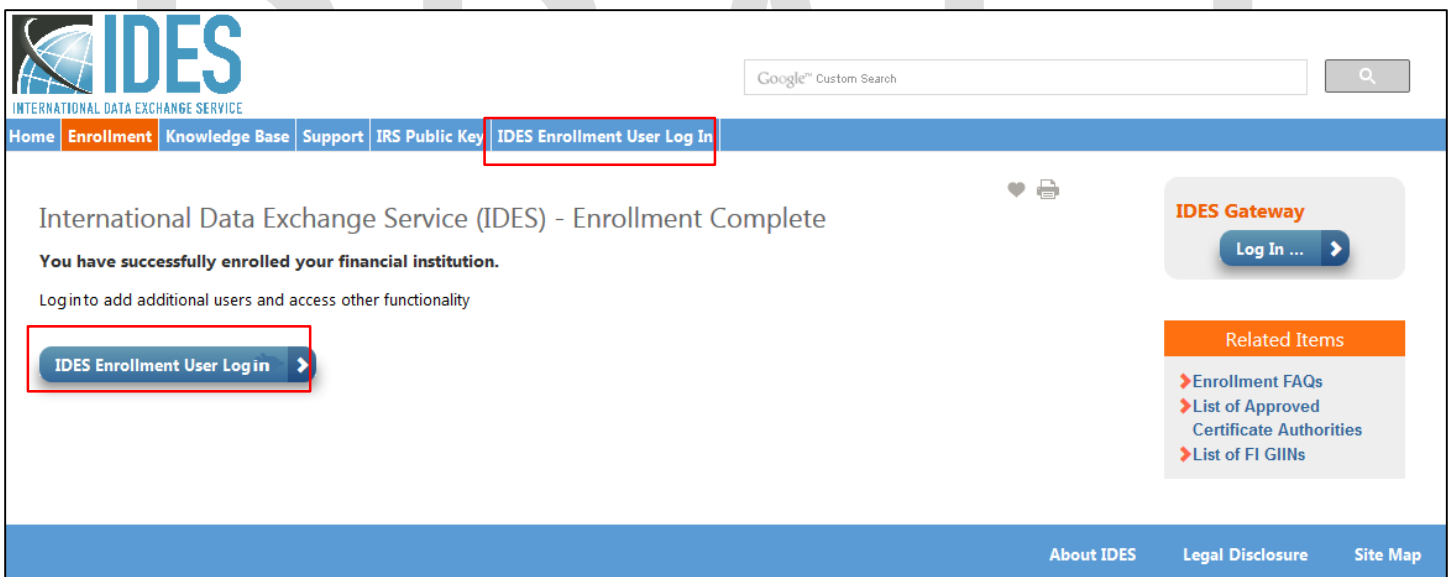 IDES
INTERNATIONAL DATA EXCHANGE SERVICE
Google™ Custom Search
Home Enrollment Knowledge Base Support IRS Public Key IDES Enrollment User Log In
International Data Exchange Service (IDES) - Enrollment Complete
You have successfully enrolled your financial institution.
Log in to add additional users and access other functionality
IDES Enrollment User Log in
IDES Gateway
Log In ...
Related Items
Enrollment FAQs
List of Approved
Certificate Authorities
List of FI GIINs
About IDES Legal Disclosure Site Map